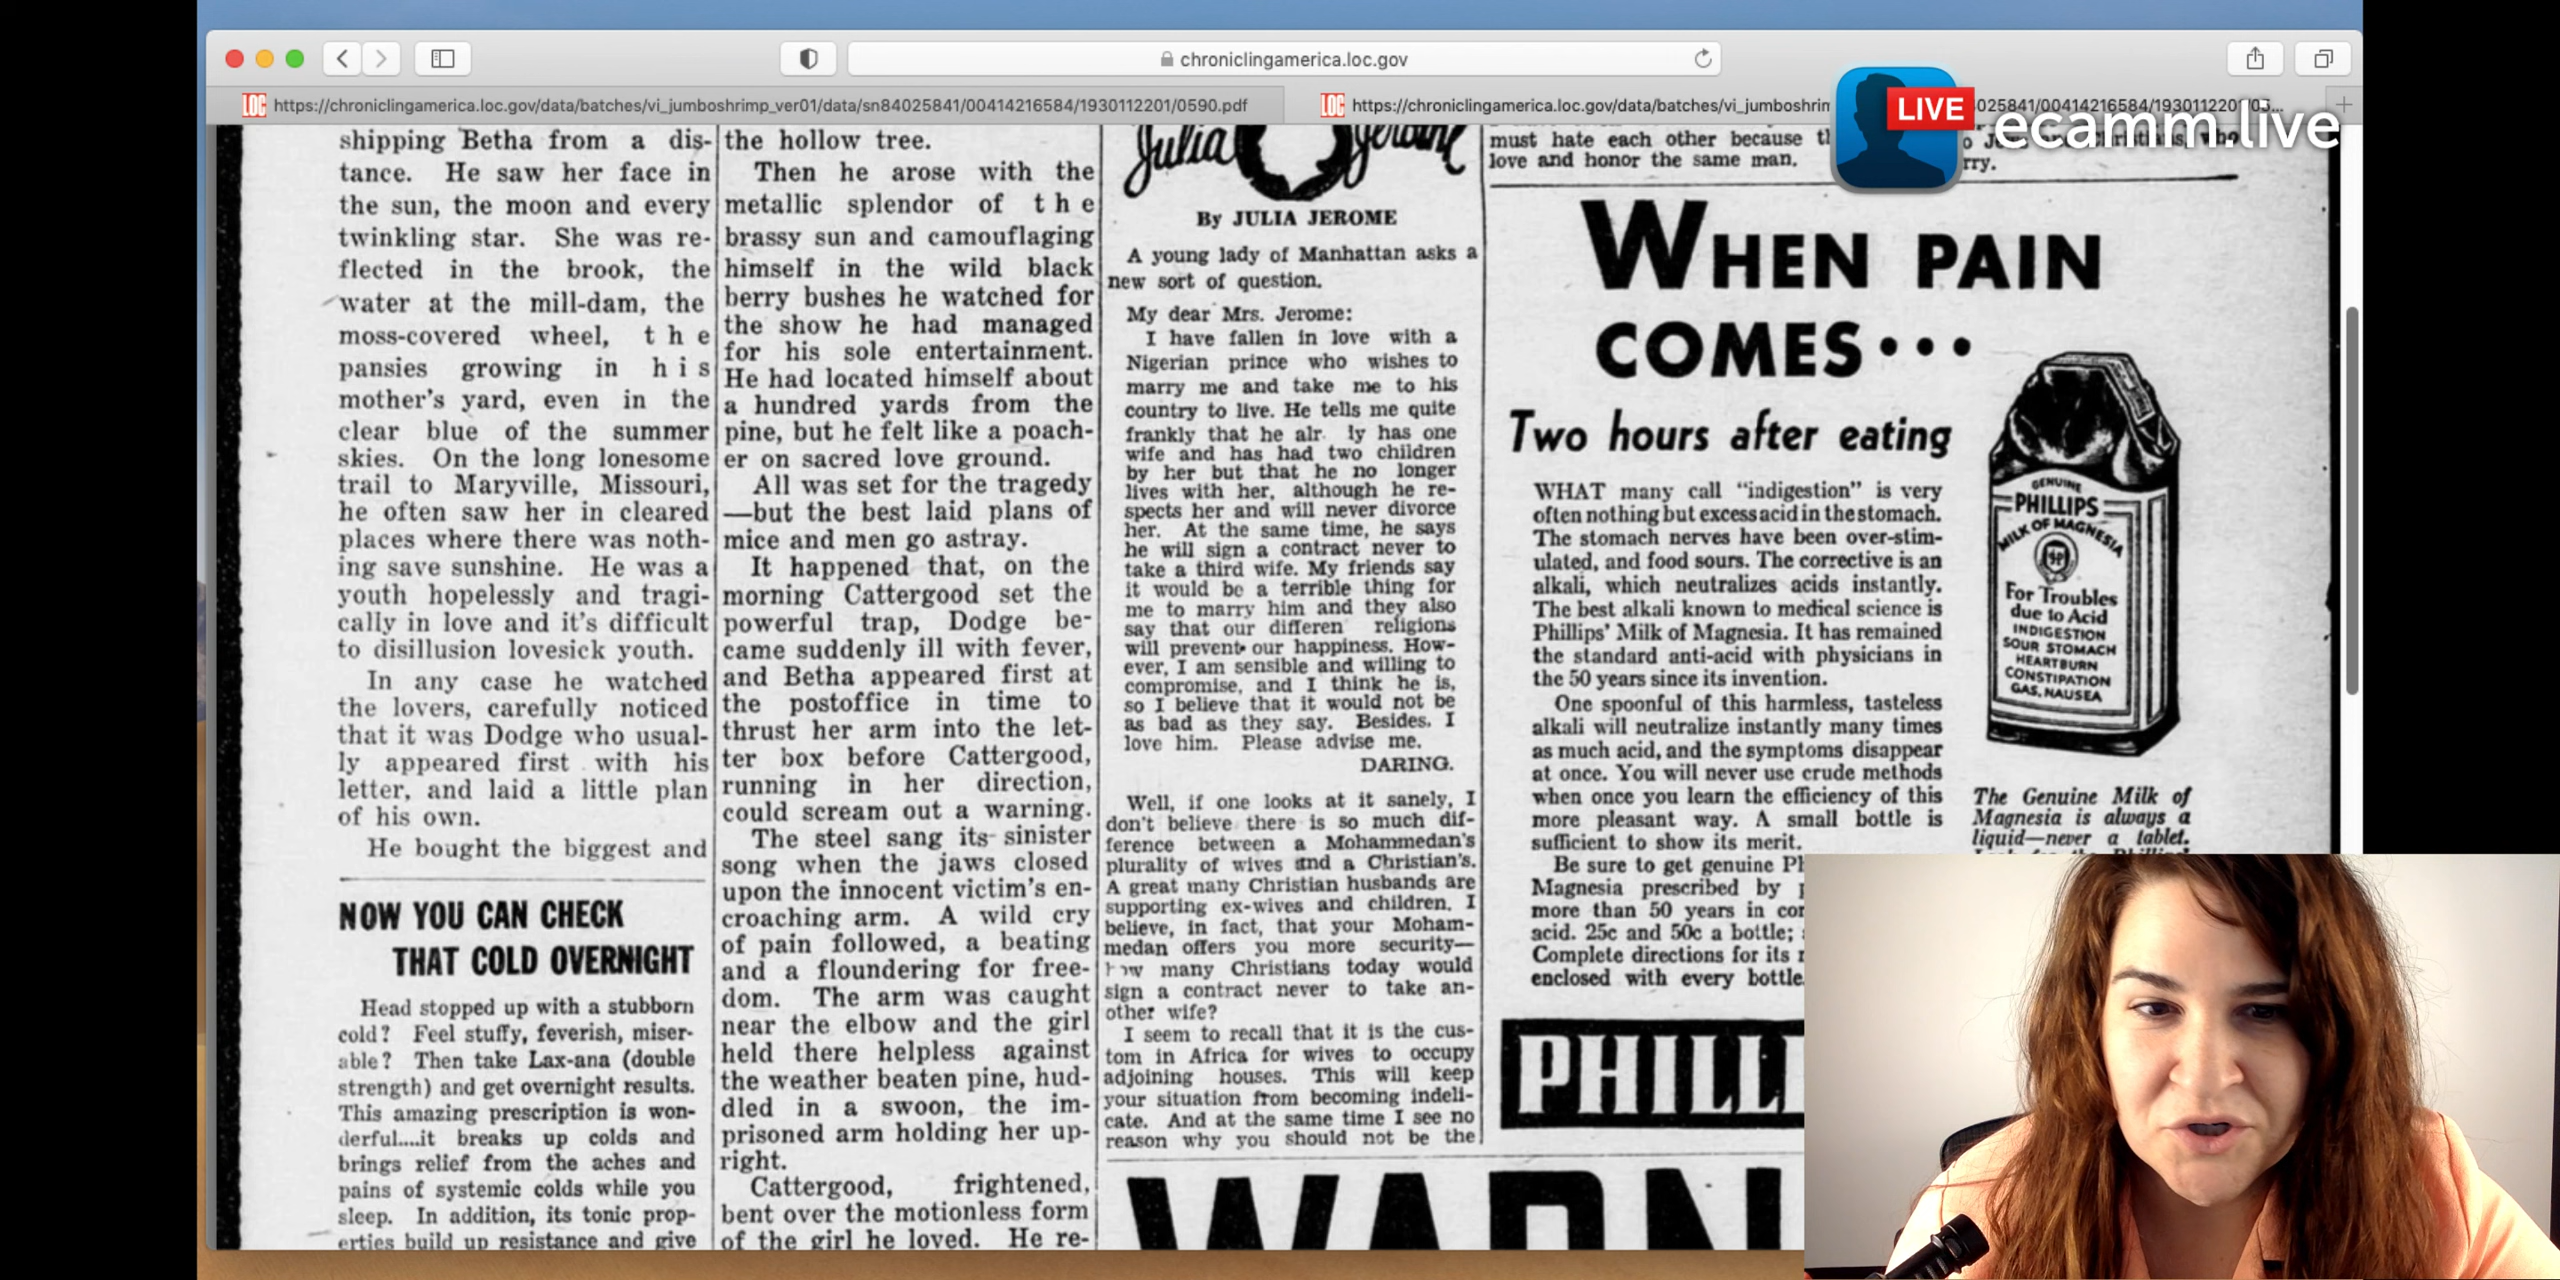 chroniclingamerica.loc.gov
LOC https://chroniclingamerica.loc.gov/data/batches/vi_jumboshrimp_ver01/data/sn84025841/00414216584/1930112201/0590.pdf
LOC https://chroniclingamerica.loc.gov/data/batches/vi_jumboshrim
025841/00414216584/193011220
LIVE
ecamm.live
shipping Betha from a dis-
tance. He saw her face in
the sun, the moon and every
twinkling star. She was re-
flected in the brook, the
water at the mill-dam, the
moss-covered wheel, the
pansies growing in his
mother's yard, even in the
clear blue of the summer
skies. On the long lonesome
trail to Maryville, Missouri,
he often saw her in cleared
places where there was noth-
ing save sunshine. He was a
youth hopelessly and tragi-
cally in love and it's difficult
to disillusion lovesick youth.
In any case he watched
the lovers, carefully noticed
that it was Dodge who usual-
ly appeared first with his
letter, and laid a little plan
of his own.
He bought the biggest and
NOW YOU CAN CHECK
THAT COLD OVERNIGHT
Head stopped up with a stubborn
cold? Feel stuffy, feverish, miser-
able? Then take Lax-ana (double
strength) and get overnight results.
This amazing prescription is won-
derful....it breaks up colds and
brings relief from the aches and
pains of systemic colds while you
sleep. In addition, its tonic prop-
erties build up resistance and give
the hollow tree.
Then he arose with the
metallic splendor of the
brassy sun and camouflaging
himself in the wild black
berry bushes he watched for
the show he had managed
for his sole entertainment.
He had located himself about
a hundred yards from the
pine, but he felt like a poach-
er on sacred love ground.
All was set for the tragedy
—but the best laid plans of
mice and men go astray.
It happened that, on the
morning Cattergood set the
powerful trap, Dodge be-
came suddenly ill with fever,
and Betha appeared first at
the postoffice in time to
thrust her arm into the let-
ter box before Cattergood,
running in her direction,
could scream out a warning.
The steel sang its sinister
song when the jaws closed
upon the innocent victim's en-
croaching arm. A wild cry
of pain followed, a beating
and a floundering for free-
dom. The arm was caught
near the elbow and the girl
held there helpless against
the weather beaten pine, hud-
dled in a swoon, the im-
prisoned arm holding her up-
right.
Cattergood, frightened,
bent over the motionless form
of the girl he loved. He re-
Julia Jerome
By JULIA JEROME
A young lady of Manhattan asks a
new sort of question.
My dear Mrs. Jerome:
I have fallen in love with a
Nigerian prince who wishes to
marry me and take me to his
country to live. He tells me quite
frankly that he alr ly has one
wife and has had two children
by her but that he no longer
lives with her, although he re-
spects her and will never divorce
her. At the same time, he says
he will sign a contract never to
take a third wife. My friends say
it would be a terrible thing for
me to marry him and they also
say that our differen religions
will prevent our happiness. How-
ever, I am sensible and willing to
compromise, and I think he is,
so I believe that it would not be
as bad as they say. Besides, I
love him. Please advise me.
DARING.
Well, if one looks at it sanely, I
don't believe there is so much dif-
ference between a Mohammedan's
plurality of wives and a Christian's.
A great many Christian husbands are
supporting ex-wives and children. I
believe, in fact, that your Moham-
medan offers you more security—
how many Christians today would
sign a contract never to take an-
other wife?
I seem to recall that it is the cus-
tom in Africa for wives to occupy
adjoining houses. This will keep
your situation from becoming indeli-
cate. And at the same time I see no
reason why you should not be the
must hate each other because
love and honor the same man.
rry.
WHEN PAIN
COMES...
Two hours after eating
WHAT many call "indigestion" is very
often nothing but excess acid in the stomach.
The stomach nerves have been over-stim-
ulated, and food sours. The corrective is an
alkali, which neutralizes acids instantly.
The best alkali known to medical science is
Phillips' Milk of Magnesia. It has remained
the standard anti-acid with physicians in
the 50 years since its invention.
One spoonful of this harmless, tasteless
alkali will neutralize instantly many times
as much acid, and the symptoms disappear
at once. You will never use crude methods
when once you learn the efficiency of this
more pleasant way. A small bottle is
sufficient to show its merit.
Be sure to get genuine Ph
Magnesia prescribed by p
more than 50 years in cor
acid. 25c and 50c a bottle;
Complete directions for its
enclosed with every bottle.
GENUINE
PHILLIPS
MILK OF MAGNESIA
For Troubles
due to Acid
INDIGESTION
SOUR STOMACH
HEARTBURN
CONSTIPATION
GAS, NAUSEA
The Genuine Milk of
Magnesia is always a
liquid—never a tablet.
PHILL
WARN